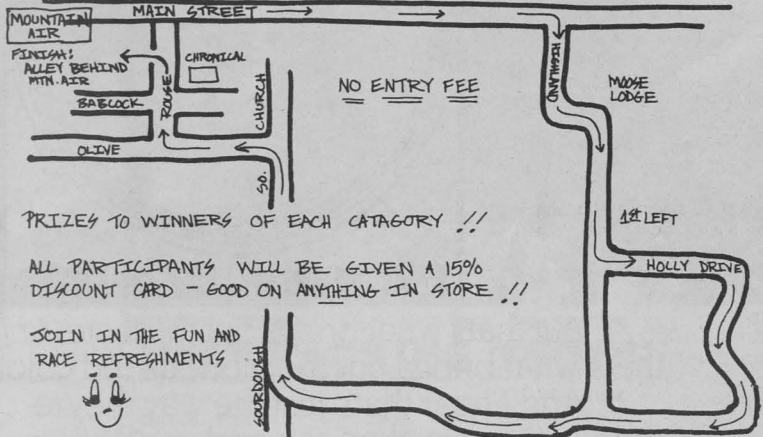 MAIN STREET
MOUNTAIN
AIR
FINISH:
ALLEY BEHIND
MTN. AIR
ROUSE
CHRONICAL
CHURCH
SO.
BABCOCK
OLIVE
NO ENTRY FEE
HIGHLAND
MOOSE
LODGE
1st LEFT
HOLLY DRIVE
PRIZES TO WINNERS OF EACH CATAGORY !!
ALL PARTICIPANTS WILL BE GIVEN A 15%
DISCOUNT CARD - GOOD ON ANYTHING IN STORE !!
JOIN IN THE FUN AND
RACE REFRESHMENTS
SOURDOUGH